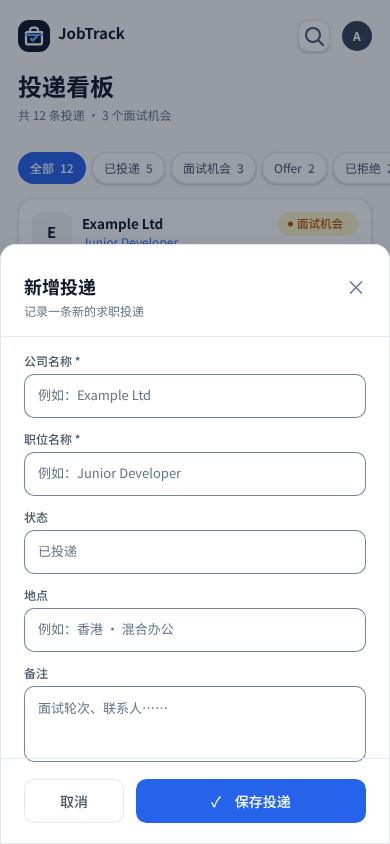 JobTrack
A
投递看板
共 12 条投递 · 3 个面试机会
全部 12
已投递 5
面试机会 3
Offer 2
已拒绝 2
E
Example Ltd
面试机会
Junior Developer
新增投递
记录一条新的求职投递
公司名称 *
例如：Example Ltd
职位名称 *
例如：Junior Developer
状态
已投递
地点
例如：香港 · 混合办公
备注
面试轮次、联系人……
取消
✓ 保存投递